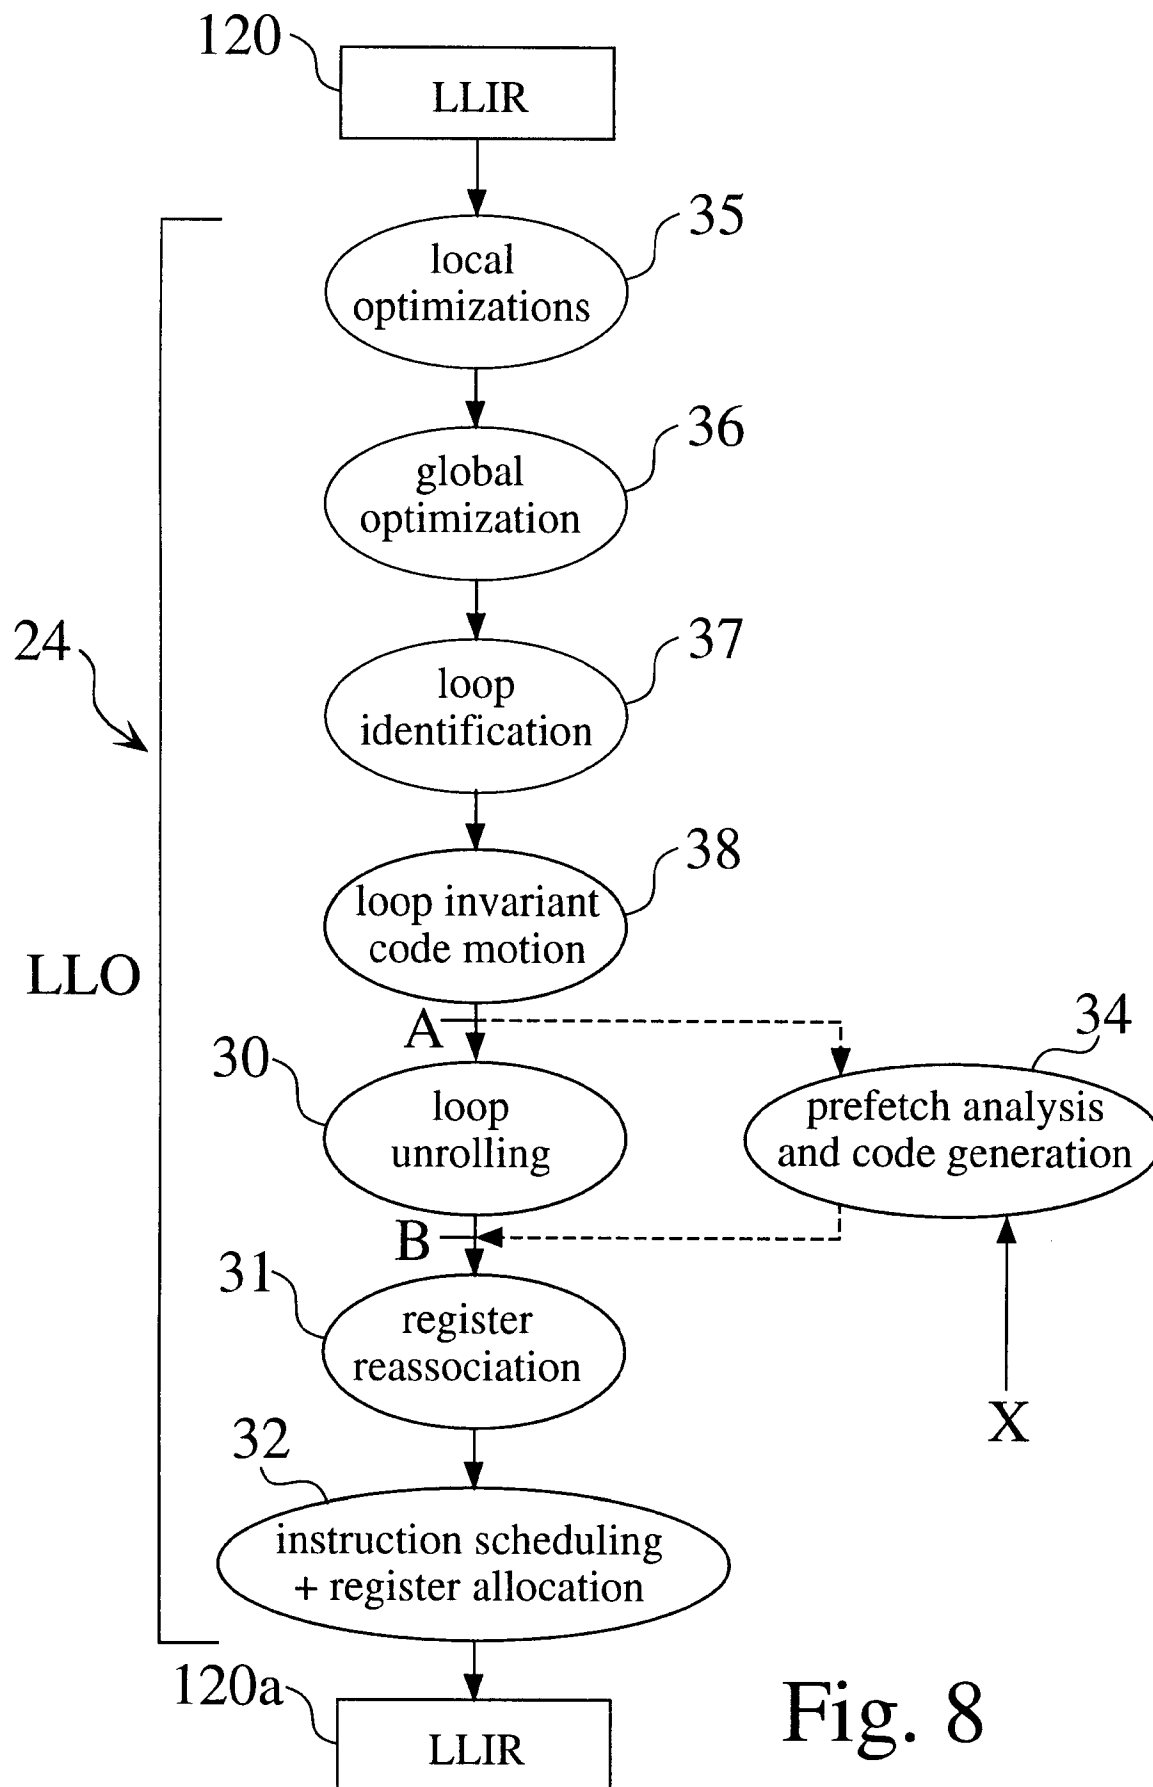 120
LLIR
35
local
optimizations
36
global
optimization
24
37
loop
identification
38
loop invariant
code motion
LLO
A
34
30
loop
unrolling
prefetch analysis
and code generation
B
31
register
reassociation
X
32
instruction scheduling
+ register allocation
120a
LLIR
Fig. 8